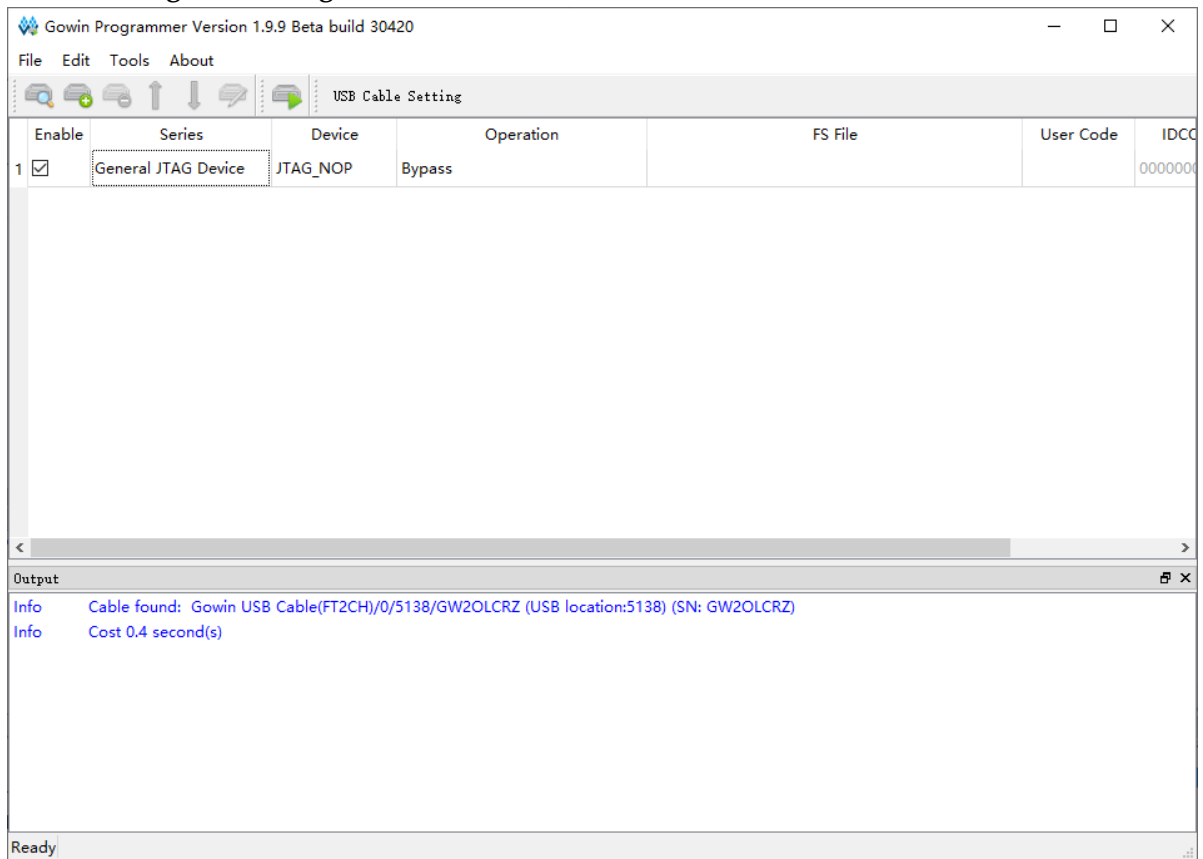 Gowin Programmer Version 1.9.9 Beta build 30420
File Edit Tools About
USB Cable Setting
Enable Series Device Operation FS File User Code IDCC
1 General JTAG Device JTAG_NOP Bypass 0000000
Output
Info Cable found: Gowin USB Cable(FT2CH)/0/5138/GW2OLCRZ (USB location:5138) (SN: GW2OLCRZ)
Info Cost 0.4 second(s)
Ready